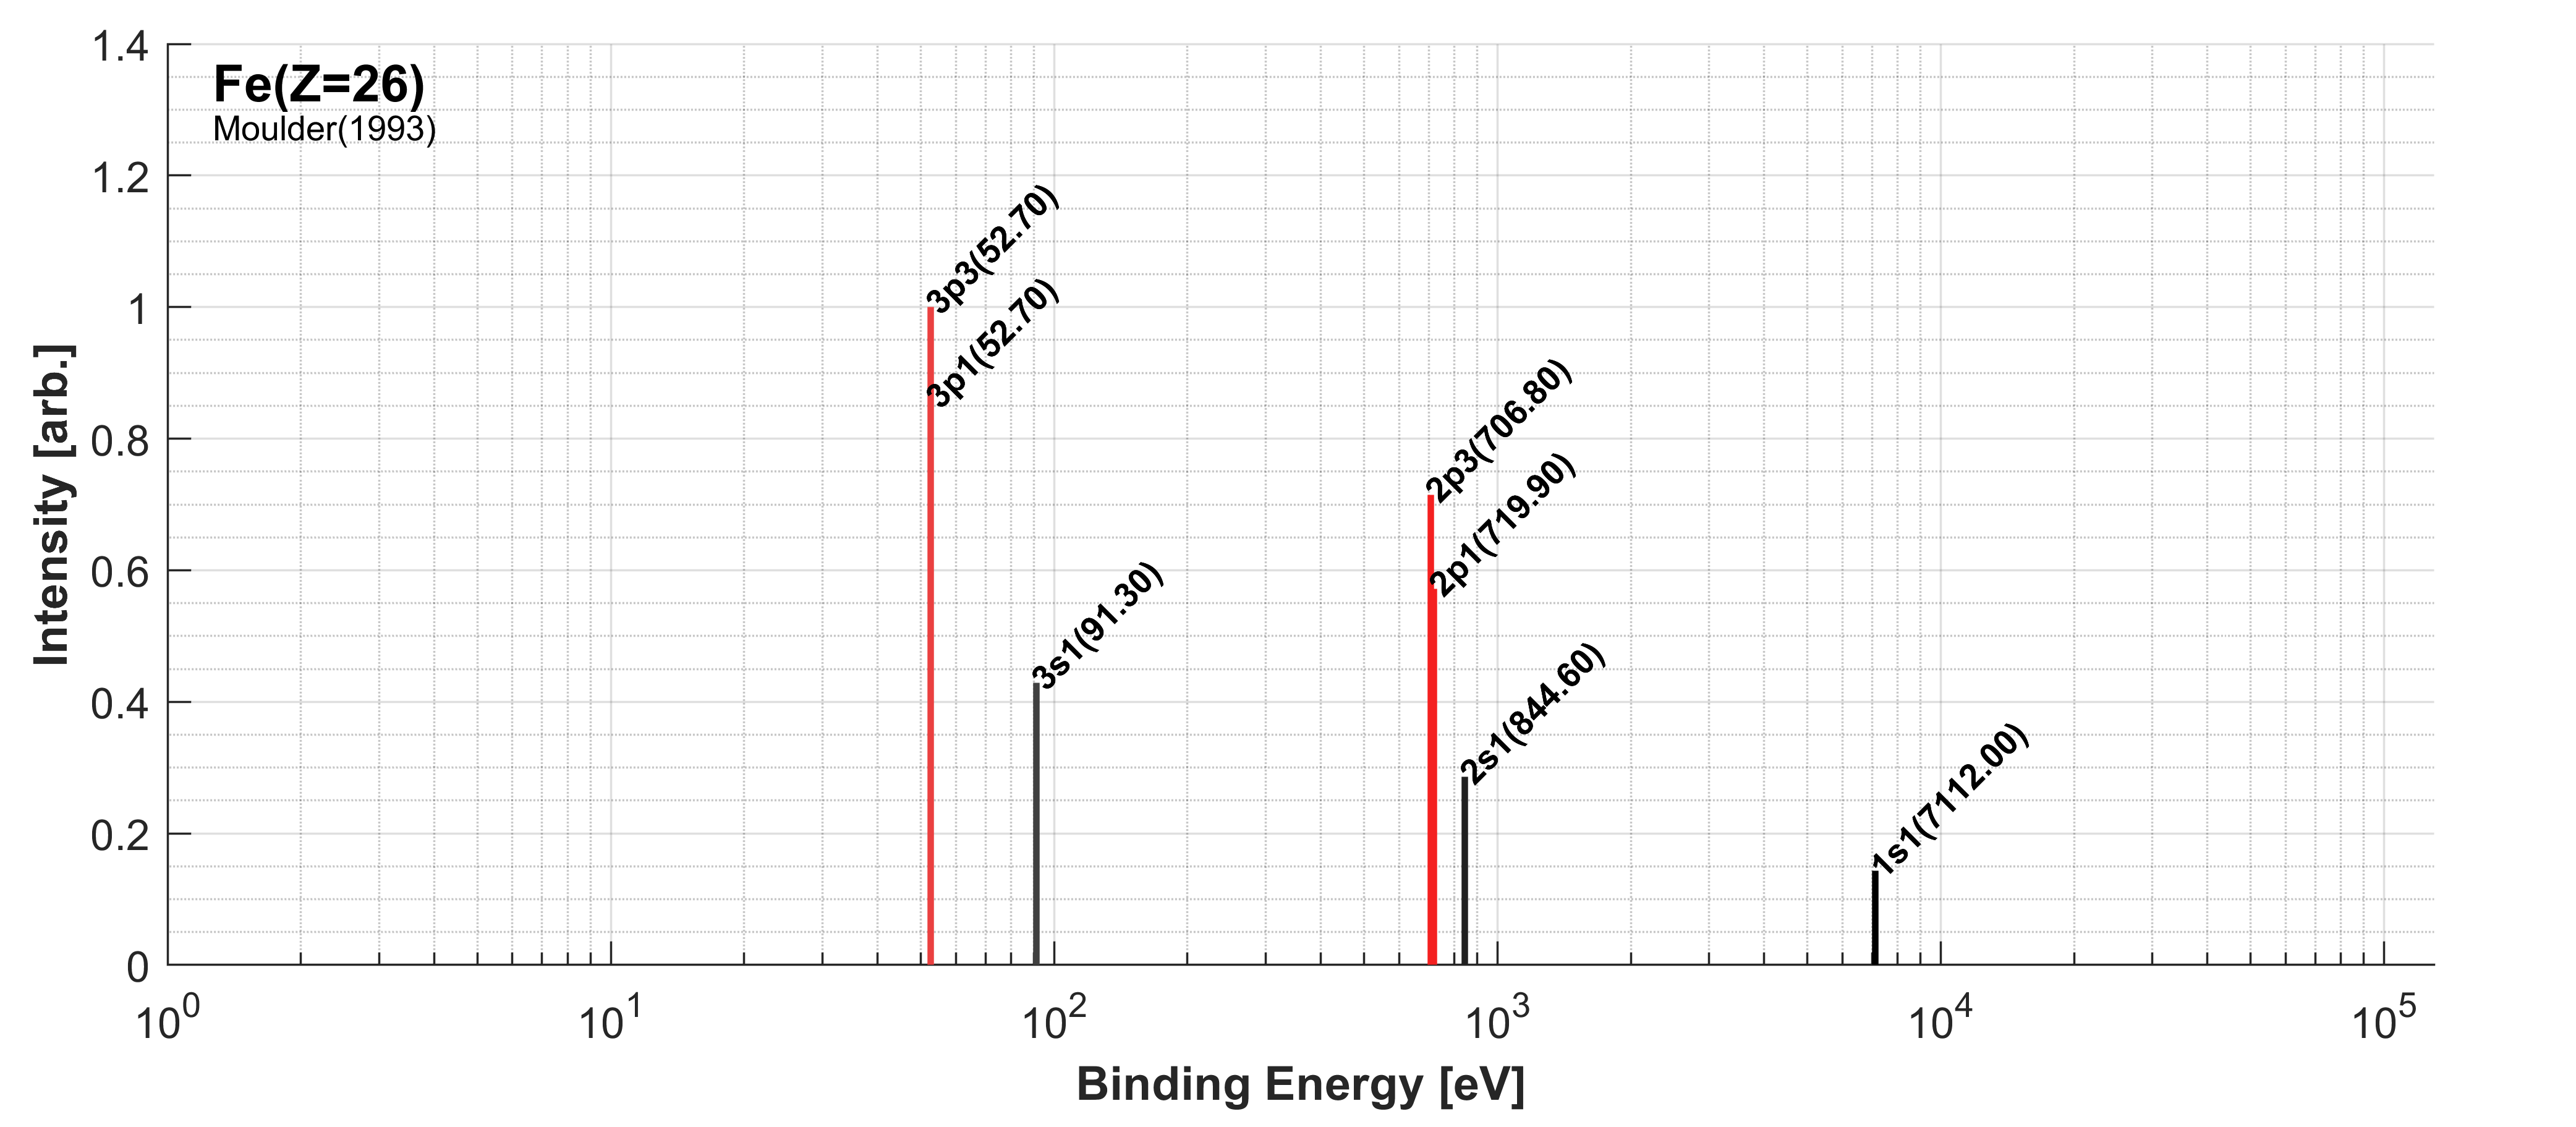 Fe(Z=26)
Moulder(1993)
1.4
1.2
1
0.8
0.6
0.4
0.2
0
Intensity [arb.]
3p3(52.70)
3p1(52.70)
3s1(91.30)
2p3(706.80)
2p1(719.90)
2s1(844.60)
1s1(7112.00)
10^0 10^1 10^2 10^3 10^4 10^5
Binding Energy [eV]